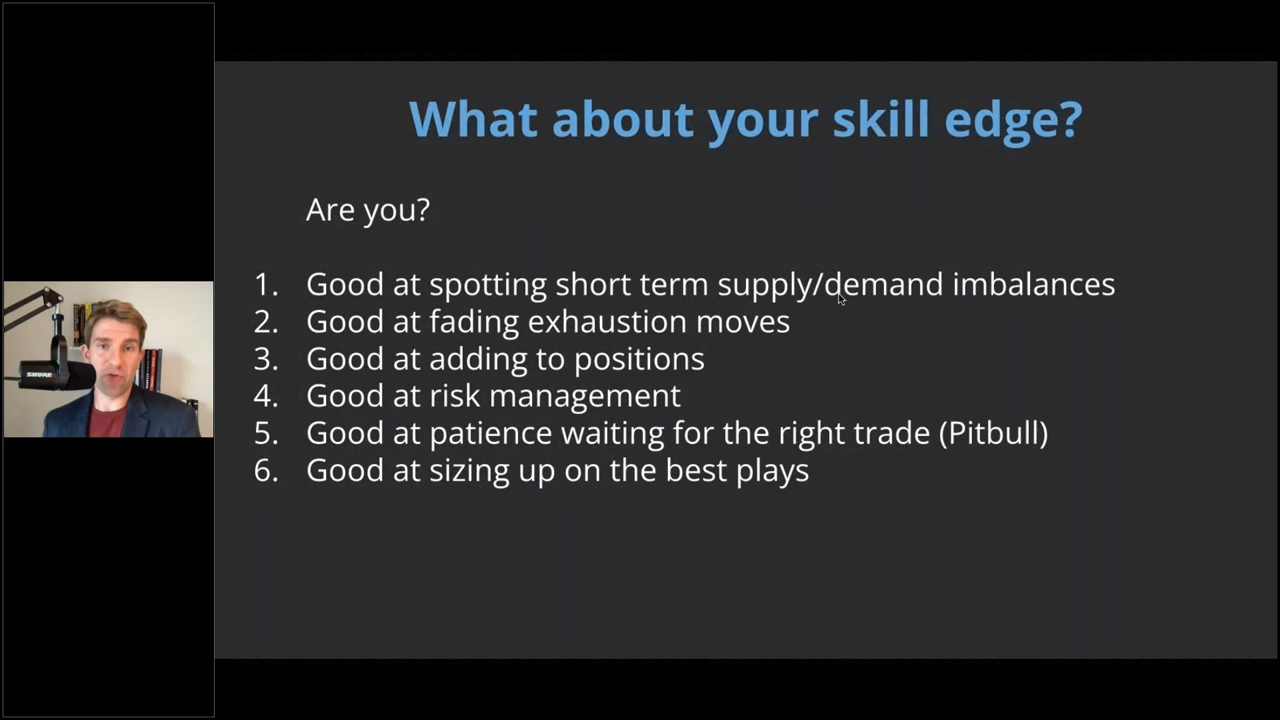 What about your skill edge?
Are you?
1. Good at spotting short term supply/demand imbalances
2. Good at fading exhaustion moves
3. Good at adding to positions
4. Good at risk management
5. Good at patience waiting for the right trade (Pitbull)
6. Good at sizing up on the best plays
SHURE